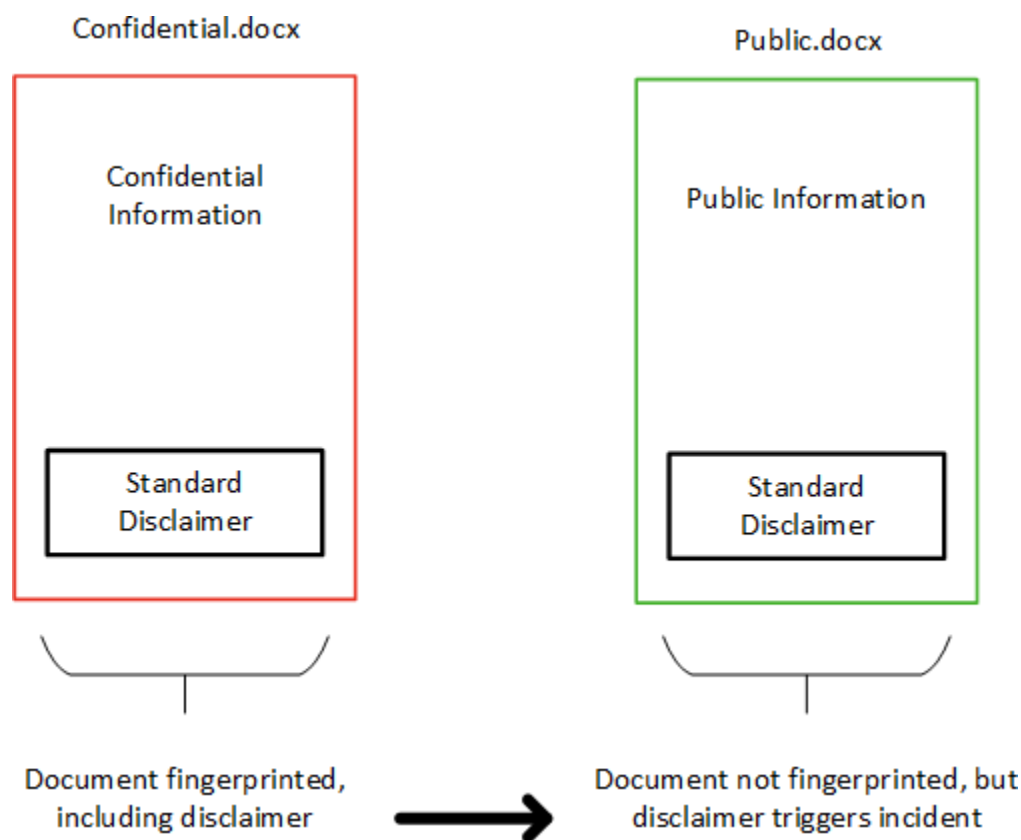 Confidential.docx
Confidential
Information
Standard
Disclaimer
Document fingerprinted,
including disclaimer
Public.docx
Public Information
Standard
Disclaimer
Document not fingerprinted, but
disclaimer triggers incident